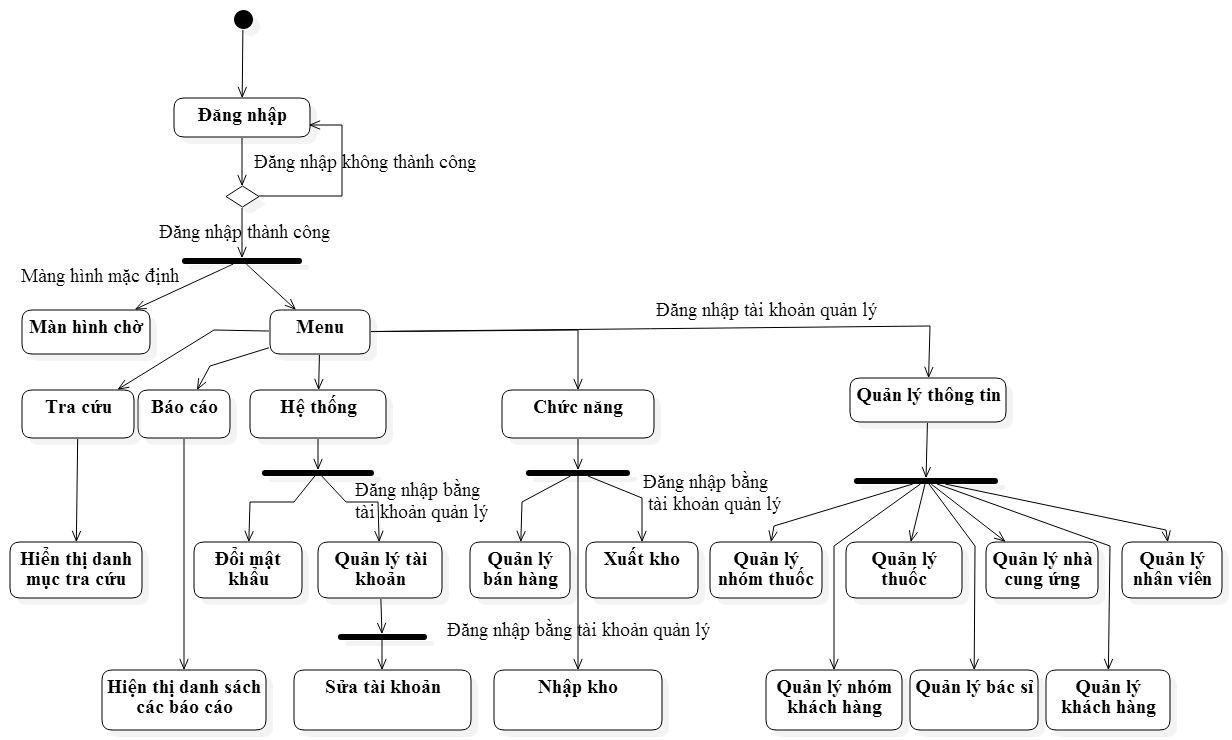 Đăng nhập
Đăng nhập không thành công
Đăng nhập thành công
Màng hình mặc định
Màn hình chờ
Menu
Đăng nhập tài khoản quản lý
Tra cứu
Báo cáo
Hệ thống
Chức năng
Quản lý thông tin
Đăng nhập bằng
tài khoản quản lý
Đăng nhập bằng
tài khoản quản lý
Hiển thị danh
mục tra cứu
Đổi mật
khẩu
Quản lý tài
khoản
Quản lý
bán hàng
Xuất kho
Quản lý
nhóm thuốc
Quản lý
thuốc
Quản lý nhà
cung ứng
Quản lý
nhân viên
Đăng nhập bằng tài khoản quản lý
Hiện thị danh sách
các báo cáo
Sửa tài khoản
Nhập kho
Quản lý nhóm
khách hàng
Quản lý bác sĩ
Quản lý
khách hàng